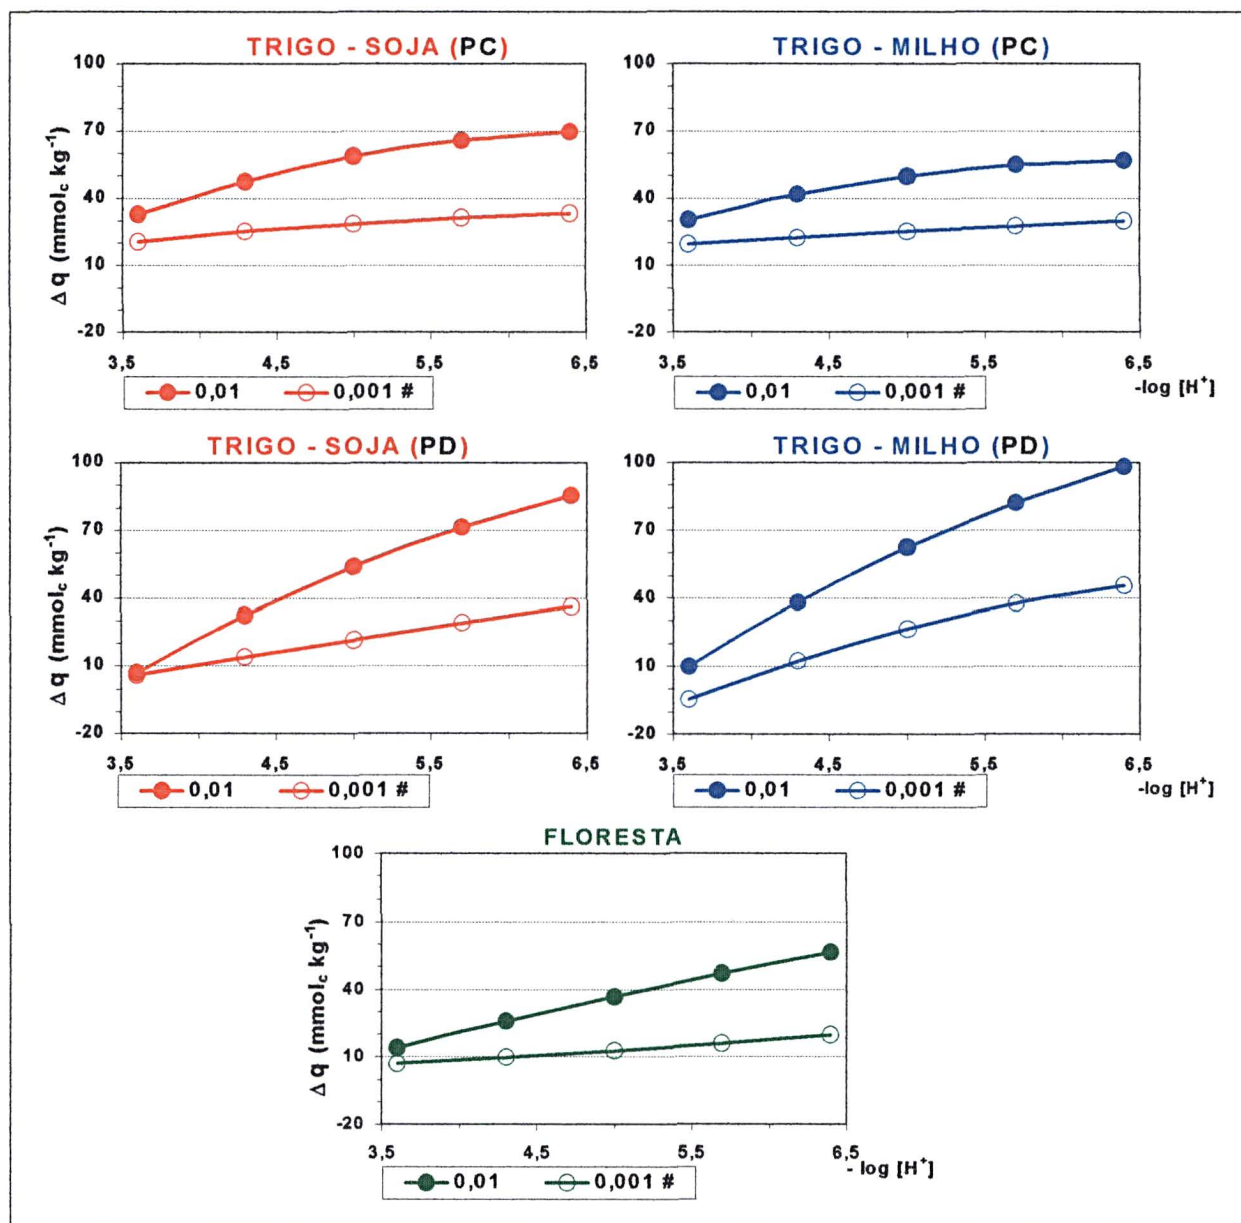 TRIGO - SOJA (PC)
100
70
40
10
-20
Δ q (mmolc kg-1)
3,5 4,5 5,5 6,5
0,01 0,001 #
TRIGO - MILHO (PC)
100
70
40
10
-20
3,5 4,5 5,5 6,5
-log [H+]
0,01 0,001 #
TRIGO - SOJA (PD)
100
70
40
10
-20
Δ q (mmolc kg-1)
3,5 4,5 5,5 6,5
0,01 0,001 #
TRIGO - MILHO (PD)
100
70
40
10
-20
3,5 4,5 5,5 6,5
-log [H+]
0,01 0,001 #
FLORESTA
100
70
40
10
-20
Δ q (mmolc kg-1)
3,5 4,5 5,5 6,5
- log [H+]
0,01 0,001 #